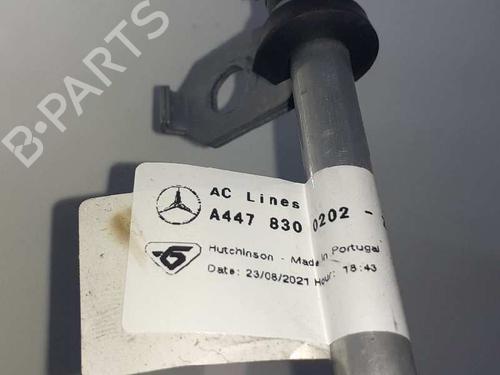 B-PARTS
AC Lines
A447 830 0202 -
Hutchinson - Made in Portugal
Date: 23/08/2021 Hour: 18:43